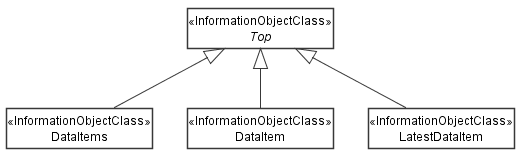 «InformationObjectClass»
Top
«InformationObjectClass»
DataItems
«InformationObjectClass»
DataItem
«InformationObjectClass»
LatestDataItem